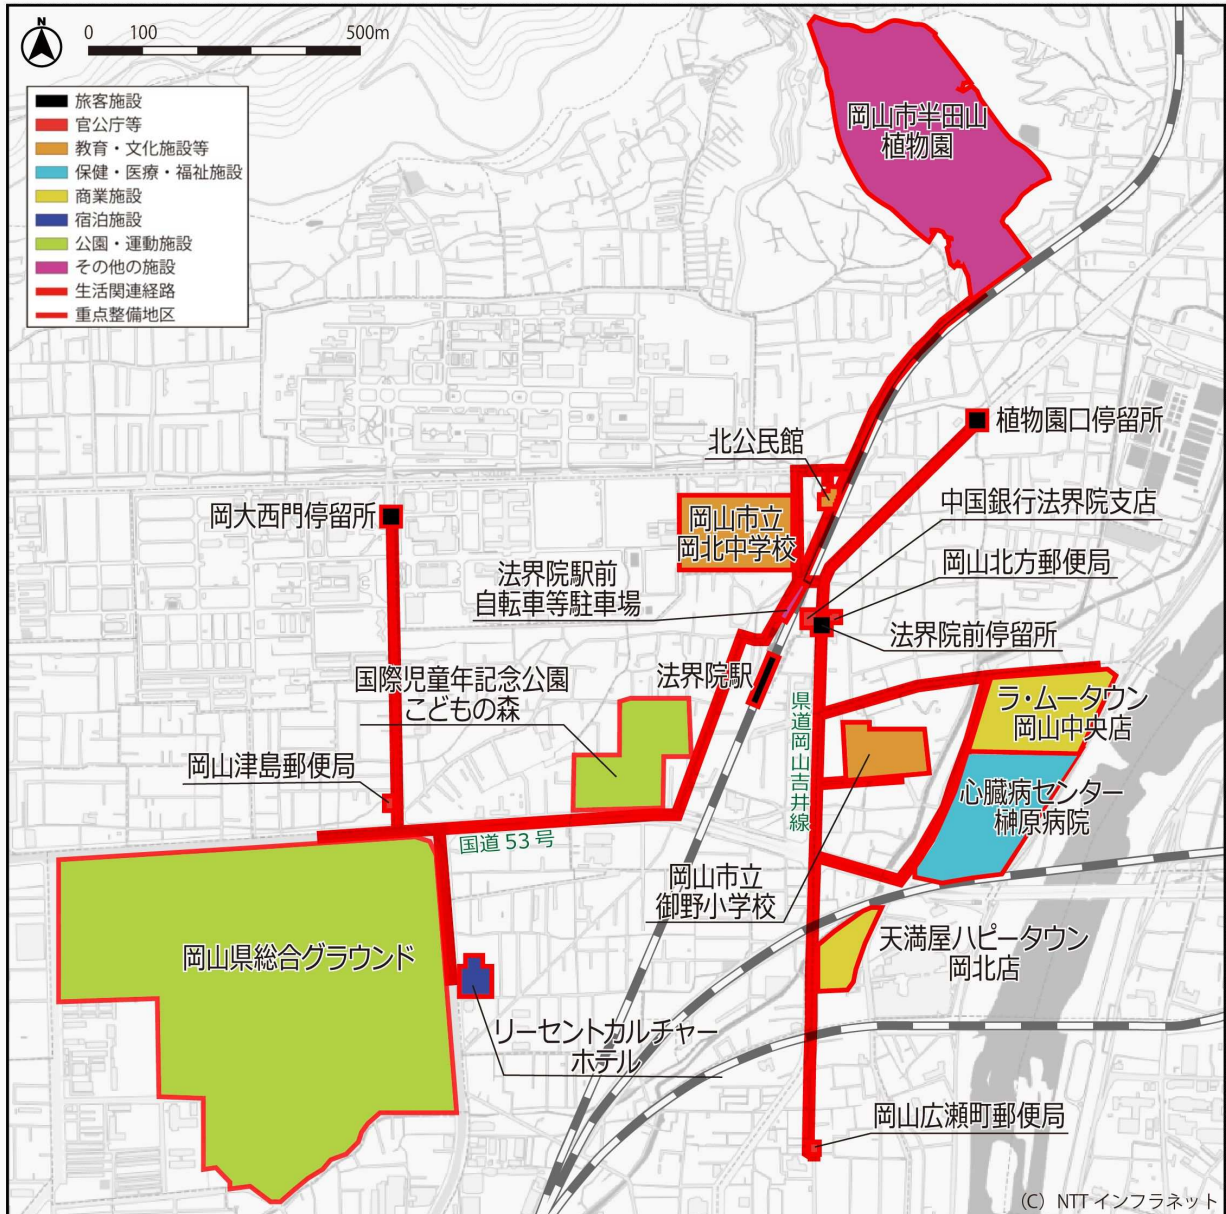 N
0 100 500m
旅客施設
官公庁等
教育・文化施設等
保健・医療・福祉施設
商業施設
宿泊施設
公園・運動施設
その他の施設
生活関連経路
重点整備地区
岡山市半田山
植物園
植物園口停留所
北公民館
中国銀行法界院支店
岡大西門停留所
岡山市立
岡北中学校
岡山北方郵便局
法界院駅前
自転車等駐車場
法界院前停留所
法界院駅
国際児童年記念公園
こどもの森
県道岡山吉井線
ラ・ムータウン
岡山中央店
岡山津島郵便局
心臓病センター
榊原病院
国道53号
岡山市立
御野小学校
天満屋ハピータウン
岡北店
岡山県総合グラウンド
リーセントカルチャー
ホテル
岡山広瀬町郵便局
(C) NTTインフラネット